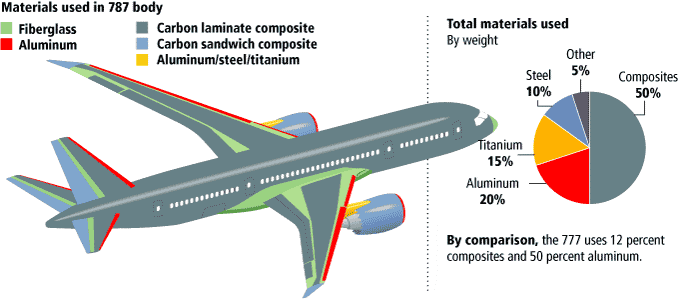 Materials used in 787 body
Fiberglass
Aluminum
Carbon laminate composite
Carbon sandwich composite
Aluminum/steel/titanium
Total materials used
By weight
Other
5%
Steel
10%
Composites
50%
Titanium
15%
Aluminum
20%
By comparison, the 777 uses 12 percent
composites and 50 percent aluminum.